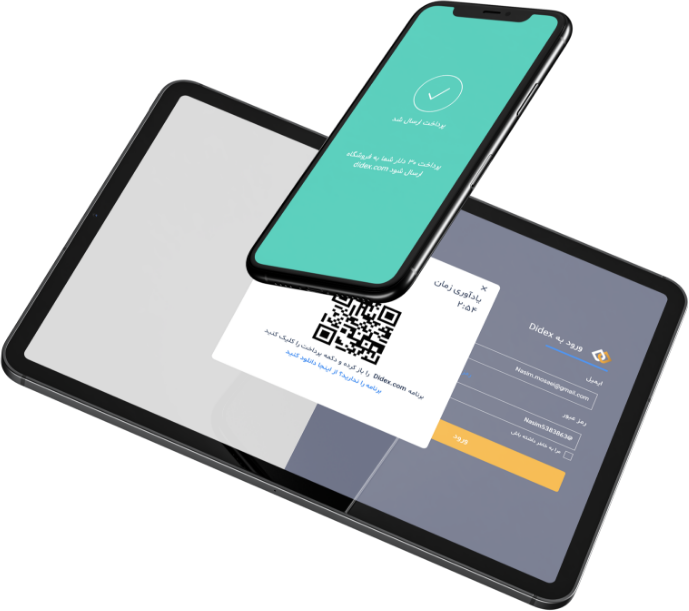 پرداخت ارسال شد
پرداخت ۳۰ دلار شما به فروشگاه
Didex.com ارسال شود
یادآوری زمان
۲:۵۴
برنامه Didex.com را باز کرده و دکمه پرداخت را کلیک کنید
برنامه را ندارید؟ از اینجا دانلود کنید
ورود به Didex
ایمیل
Nasim.mosavi@gmail.com
رمز عبور
Nasim5383863@
مرا به خاطر داشته باش
ورود